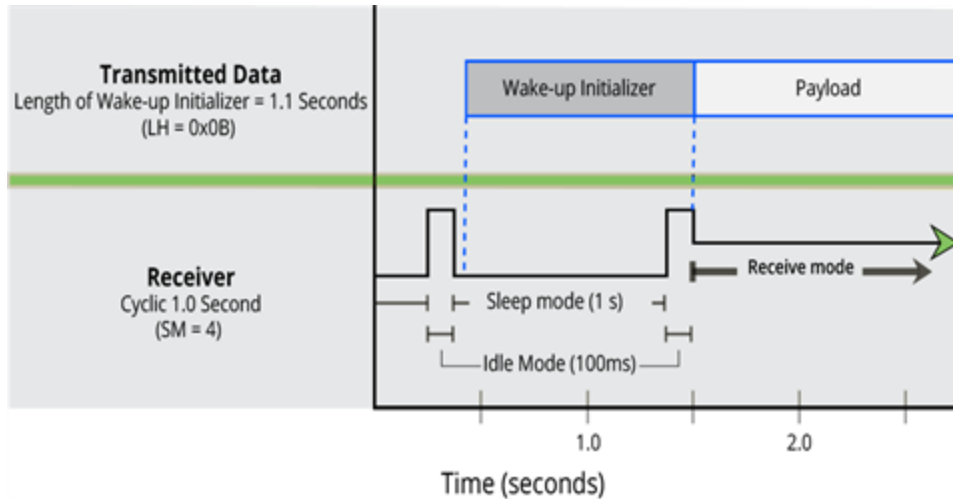 Transmitted Data
Length of Wake-up Initializer = 1.1 Seconds
(LH = 0x0B)
Wake-up Initializer
Payload
Receiver
Cyclic 1.0 Second
(SM = 4)
Receive mode
Sleep mode (1 s)
Idle Mode (100ms)
1.0
2.0
Time (seconds)